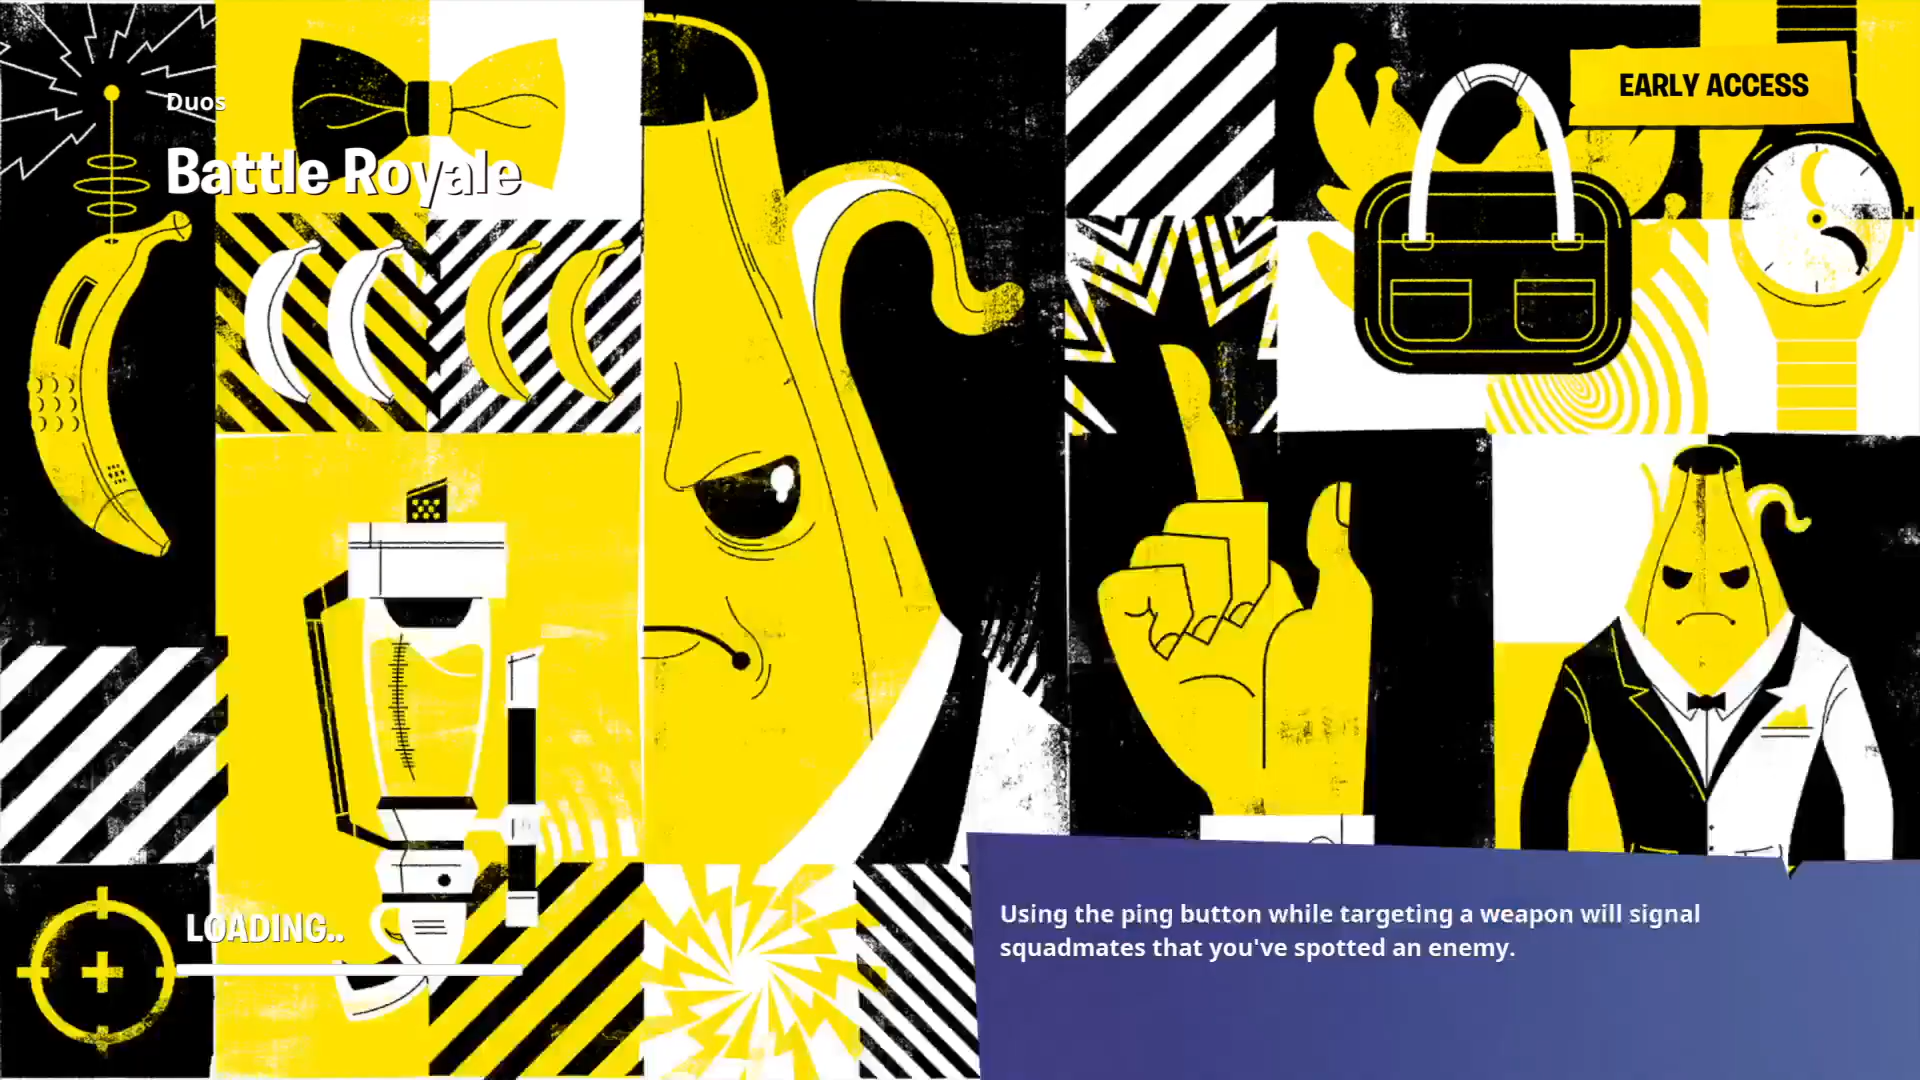 Duos
Battle Royale
EARLY ACCESS
LOADING..
Using the ping button while targeting a weapon will signal
squadmates that you've spotted an enemy.